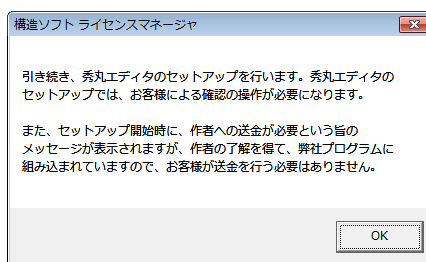 構造ソフト ライセンスマネージャ
引き続き、秀丸エディタのセットアップを行います。秀丸エディタの
セットアップでは、お客様による確認の操作が必要になります。
また、セットアップ開始時に、作者への送金が必要という旨の
メッセージが表示されますが、作者の了解を得て、弊社プログラムに
組み込まれていますので、お客様が送金を行う必要はありません。
OK